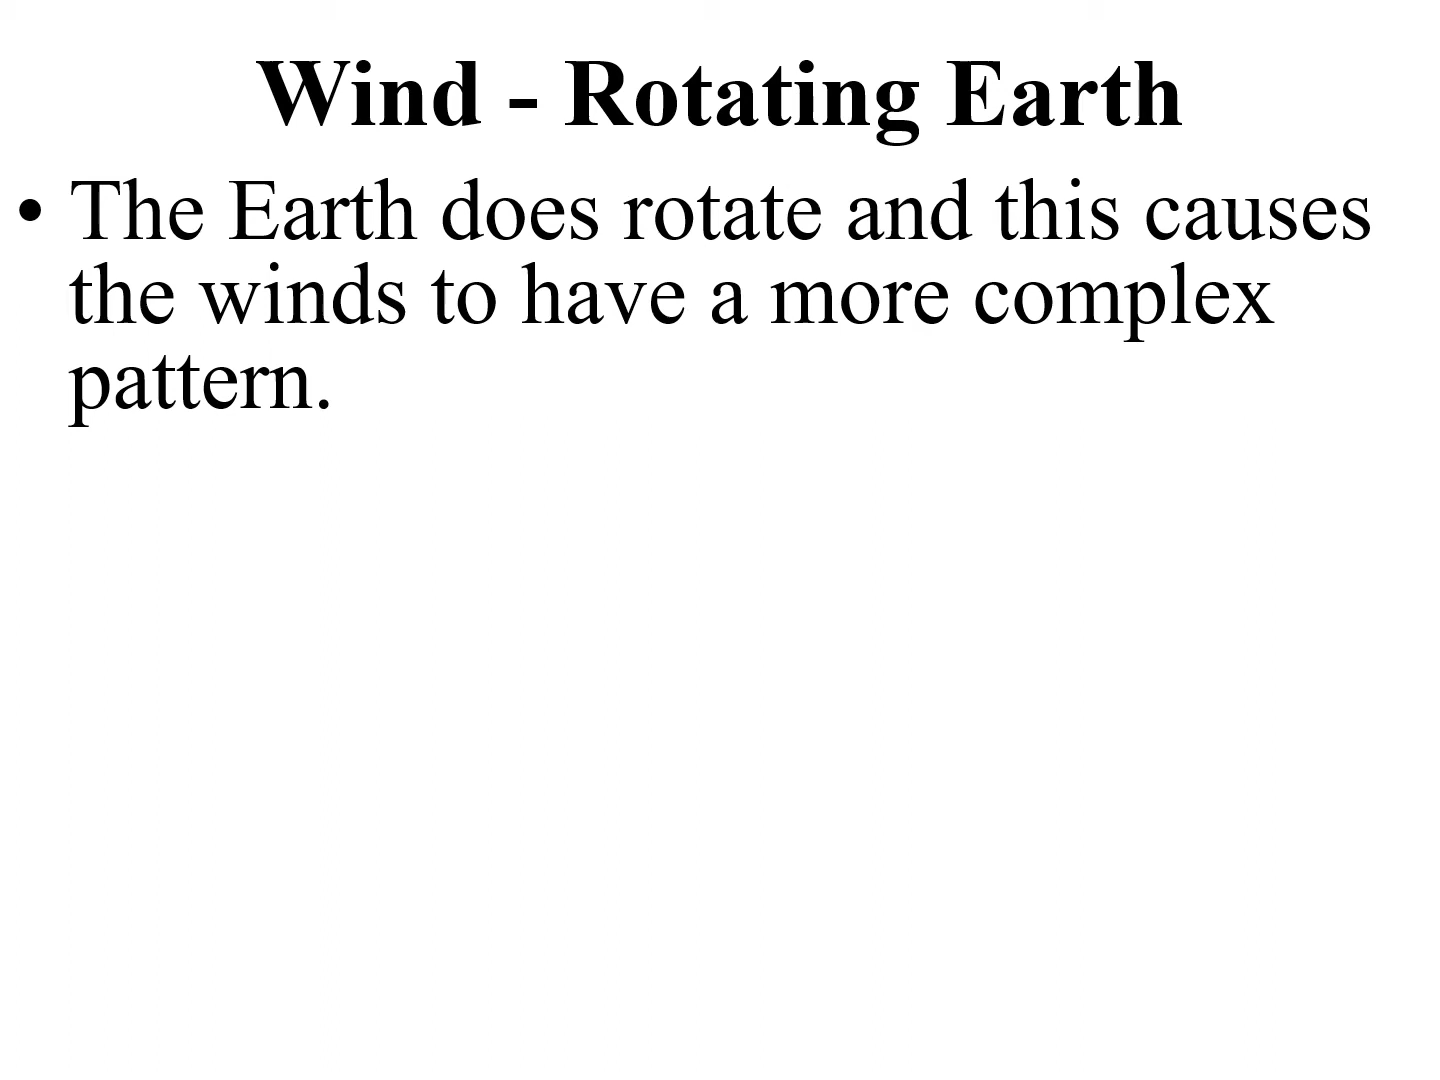 Wind - Rotating Earth
• The Earth does rotate and this causes
the winds to have a more complex
pattern.